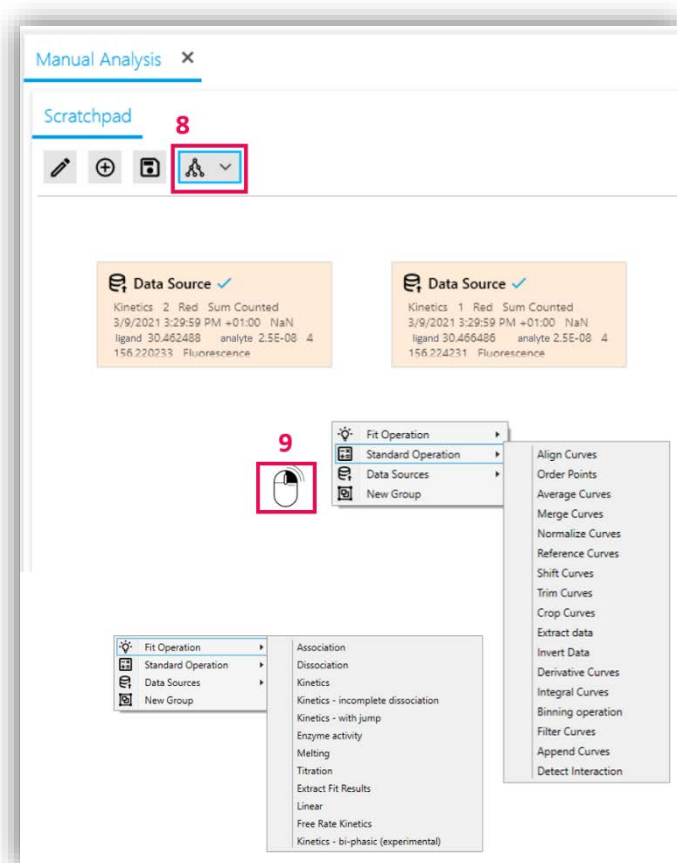 Manual Analysis ×
Scratchpad
8
Data Source
Kinetics 2 Red Sum Counted
3/9/2021 3:29:59 PM +01:00 NaN
ligand 30.462488 analyte 2.5E-08 4
156.220233 Fluorescence
Data Source
Kinetics 1 Red Sum Counted
3/9/2021 3:29:59 PM +01:00 NaN
ligand 30.466486 analyte 2.5E-08 4
156.224231 Fluorescence
9
Fit Operation
Standard Operation
Data Sources
New Group
Align Curves
Order Points
Average Curves
Merge Curves
Normalize Curves
Reference Curves
Shift Curves
Trim Curves
Crop Curves
Extract data
Invert Data
Derivative Curves
Integral Curves
Binning operation
Filter Curves
Append Curves
Detect Interaction
Fit Operation
Standard Operation
Data Sources
New Group
Association
Dissociation
Kinetics
Kinetics - incomplete dissociation
Kinetics - with jump
Enzyme activity
Melting
Titration
Extract Fit Results
Linear
Free Rate Kinetics
Kinetics - bi-phasic (experimental)